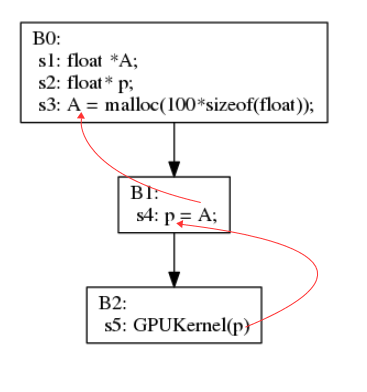 B0:
s1: float *A;
s2: float* p;
s3: A = malloc(100*sizeof(float));
B1:
s4: p = A;
B2:
s5: GPUKernel(p)